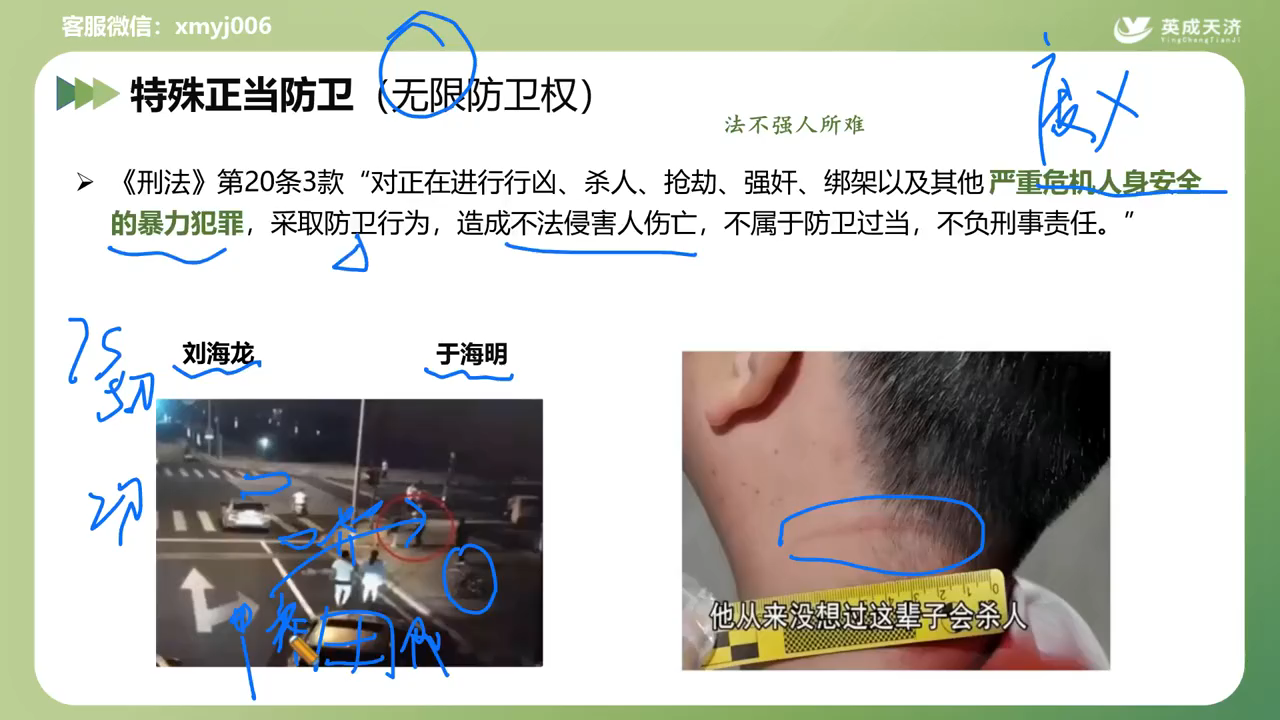 客服微信：xmyj006
英成天济
YingChengTianJi
特殊正当防卫（无限防卫权）
法不强人所难
《刑法》第20条3款“对正在进行行凶、杀人、抢劫、强奸、绑架以及其他 严重危机人身安全
的暴力犯罪，采取防卫行为，造成不法侵害人伤亡，不属于防卫过当，不负刑事责任。”
刘海龙
于海明
他从来没想过这辈子会杀人